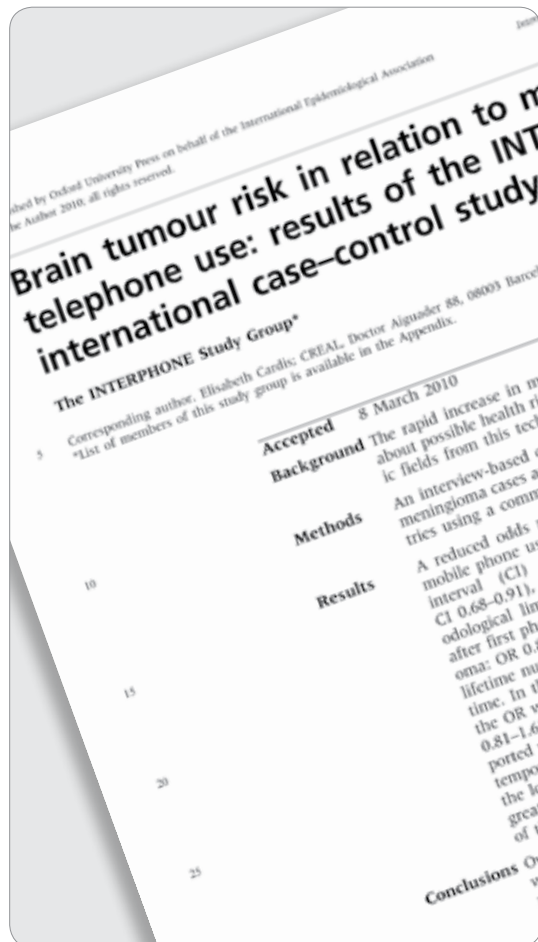 Inter
shed by Oxford University Press on behalf of the International Epidemiological Association
he Author 2010; all rights reserved.
Brain tumour risk in relation to m
telephone use: results of the INT
international case–control study
The INTERPHONE Study Group*
Corresponding author. Elisabeth Cardis; CREAL, Doctor Aiguader 88, 08003 Barcel
5 *List of members of this study group is available in the Appendix.
Accepted 8 March 2010
Background The rapid increase in m
about possible health ri
ic fields from this tech
Methods An interview-based c
meningioma cases a
tries using a comm
10
Results A reduced odds r
mobile phone us
interval (CI)
CI 0.68–0.91),
odological lim
after first ph
15
oma: OR 0.8
lifetime nu
time. In th
the OR w
0.81–1.6
20
ported
tempo
the lo
grea
of t
25
Conclusions Ov
w